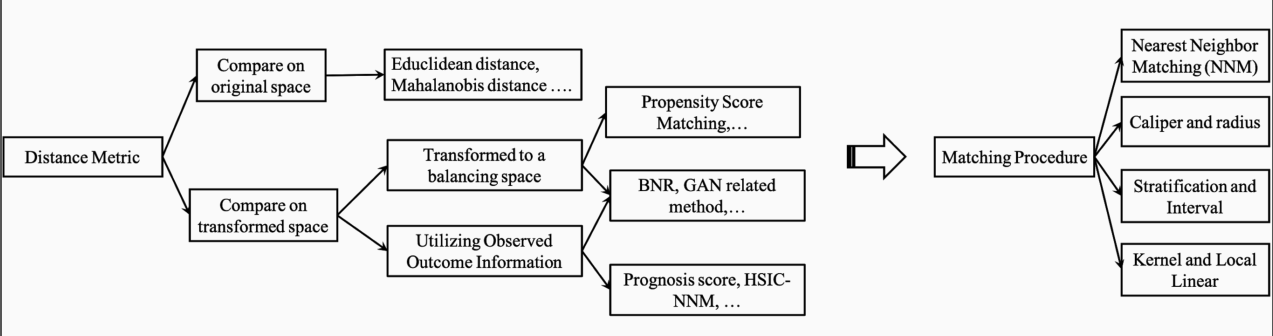 Distance Metric
Compare on
original space
Compare on
transformed space
Educlidean distance,
Mahalanobis distance ….
Transformed to a
balancing space
Utilizing Observed
Outcome Information
Propensity Score
Matching,…
BNR, GAN related
method,…
Prognosis score, HSIC-
NNM, …
Matching Procedure
Nearest Neighbor
Matching (NNM)
Caliper and radius
Stratification and
Interval
Kernel and Local
Linear